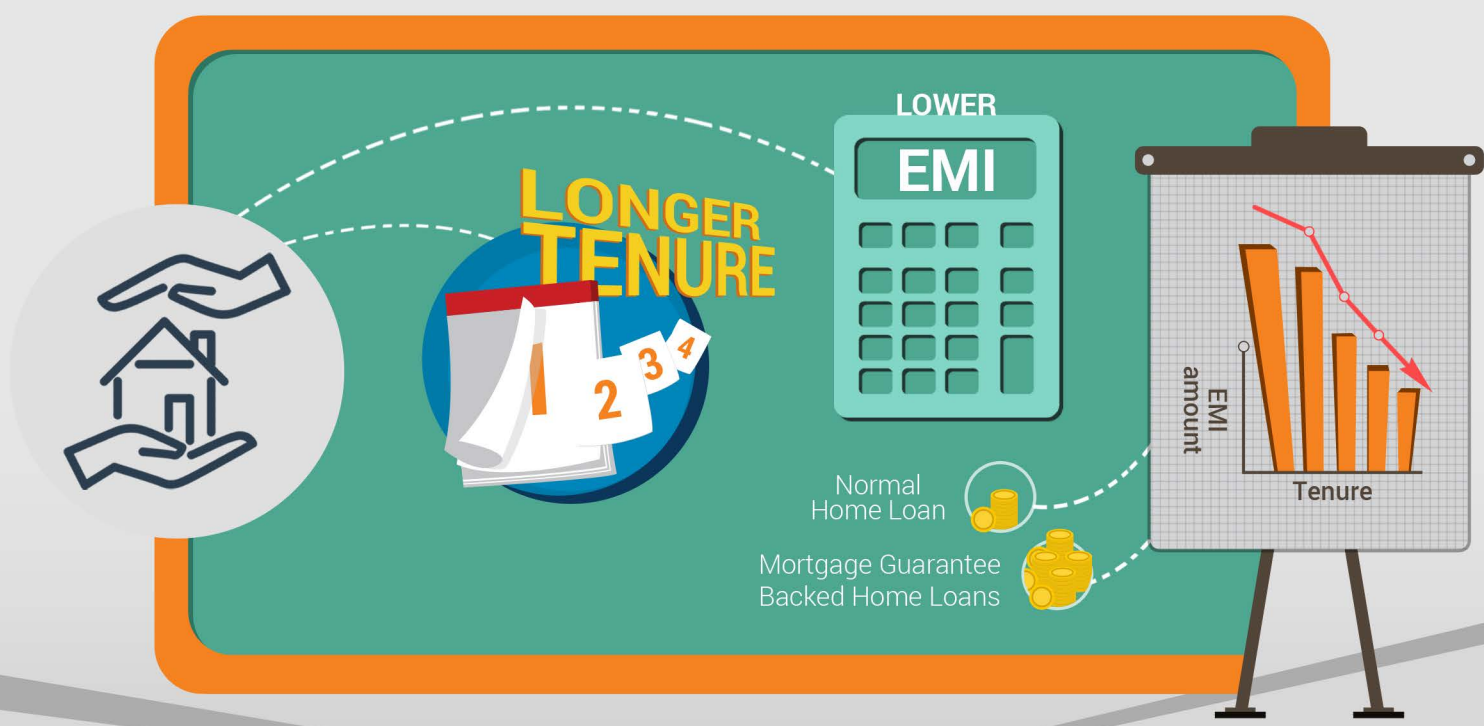 LONGER
TENURE
1
2
3
4
LOWER
EMI
Normal
Home Loan
Mortgage Guarantee
Backed Home Loans
EMI
amount
Tenure